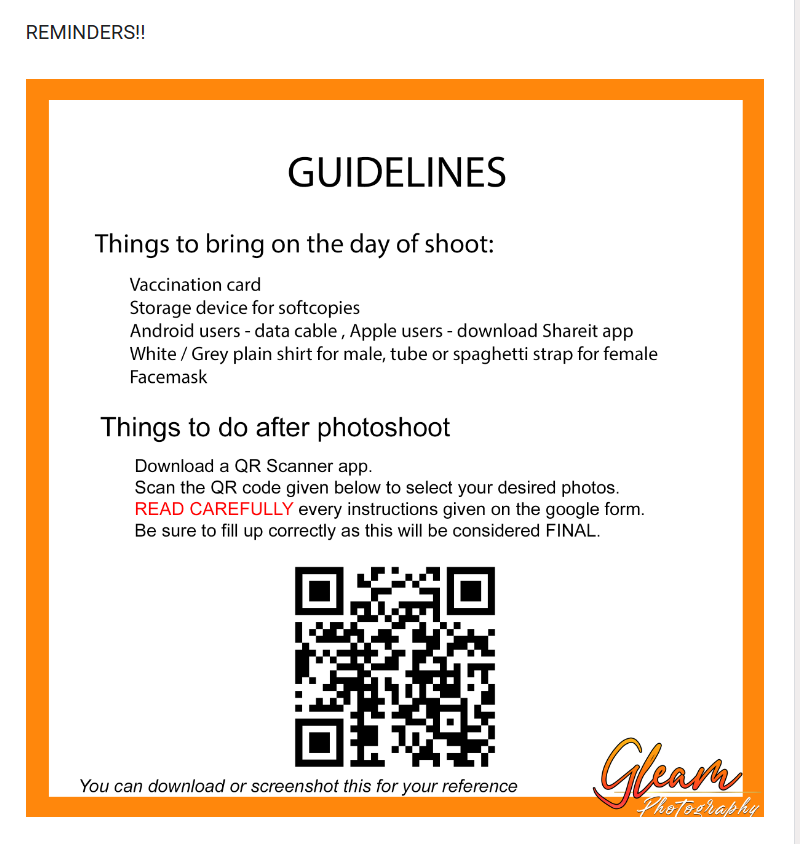 REMINDERS!!
GUIDELINES
Things to bring on the day of shoot:
Vaccination card
Storage device for softcopies
Android users - data cable , Apple users - download Shareit app
White / Grey plain shirt for male, tube or spaghetti strap for female
Facemask
Things to do after photoshoot
Download a QR Scanner app.
Scan the QR code given below to select your desired photos.
READ CAREFULLY every instructions given on the google form.
Be sure to fill up correctly as this will be considered FINAL.
You can download or screenshot this for your reference
Gleam
Photography